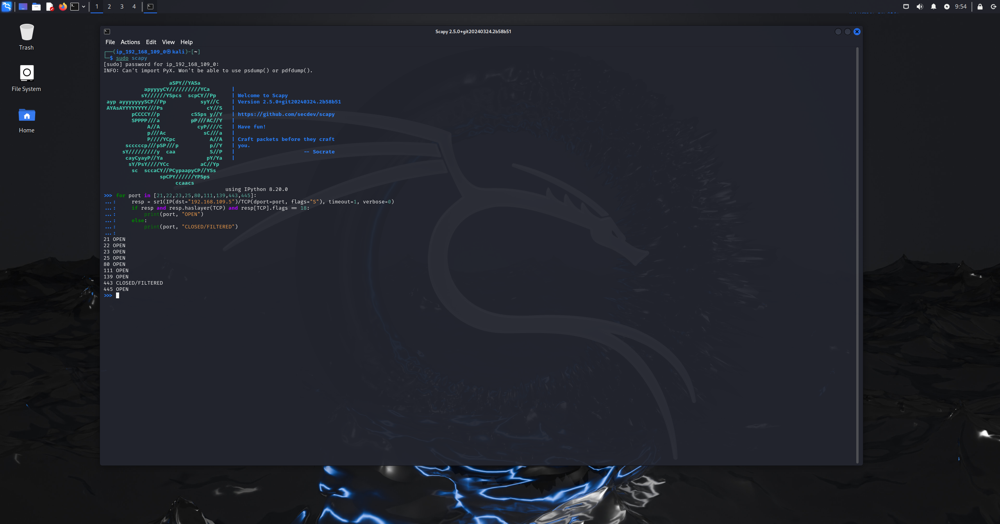 1 2 3 4 9:54
Trash
File System
Home
Scapy 2.5.0+git20240324.2b58b51
File Actions Edit View Help
┌──(ip_192_168_109_0㉿kali)-[~]
└─$ sudo scapy
[sudo] password for ip_192_168_109_0:
INFO: Can't import PyX. Won't be able to use psdump() or pdfdump().
                     aSPY//YASa
             apyyyyCY//////////YCa       |
            sY//////YSpcs  scpCY//Pp     | Welcome to Scapy
 ayp ayyyyyyySCP//Pp           syY//C    | Version 2.5.0+git20240324.2b58b51
 AYAsAYYYYYYYY///Ps              cY//S   |
         pCCCCY//p          cSSps y//Y   | https://github.com/secdev/scapy
         SPPPP///a          pP///AC//Y   |
              A//A            cyP////C   | Have fun!
              p///Ac            sC///a   |
              P////YCpc           A//A   | Craft packets before they craft
       scccccp///pSP///p          p//Y   | you.
      sY/////////y  caa           S//P   |                      -- Socrate
       cayCyayP//Ya              pY/Ya   |
        sY/PsY////YCc          aC//Yp
         sc  sccaCY//PCypaapyCP//YSs
                  spCPY//////YPSps
                       ccaacs
                                       using IPython 8.20.0
>>> for port in [21,22,23,25,80,111,139,443,445]:
...:     resp = sr1(IP(dst="192.168.109.5")/TCP(dport=port, flags="S"), timeout=1, verbose=0)
...:     if resp and resp.haslayer(TCP) and resp[TCP].flags == 18:
...:         print(port, "OPEN")
...:     else:
...:         print(port, "CLOSED/FILTERED")
...:
21 OPEN
22 OPEN
23 OPEN
25 OPEN
80 OPEN
111 OPEN
139 OPEN
443 CLOSED/FILTERED
445 OPEN
>>>